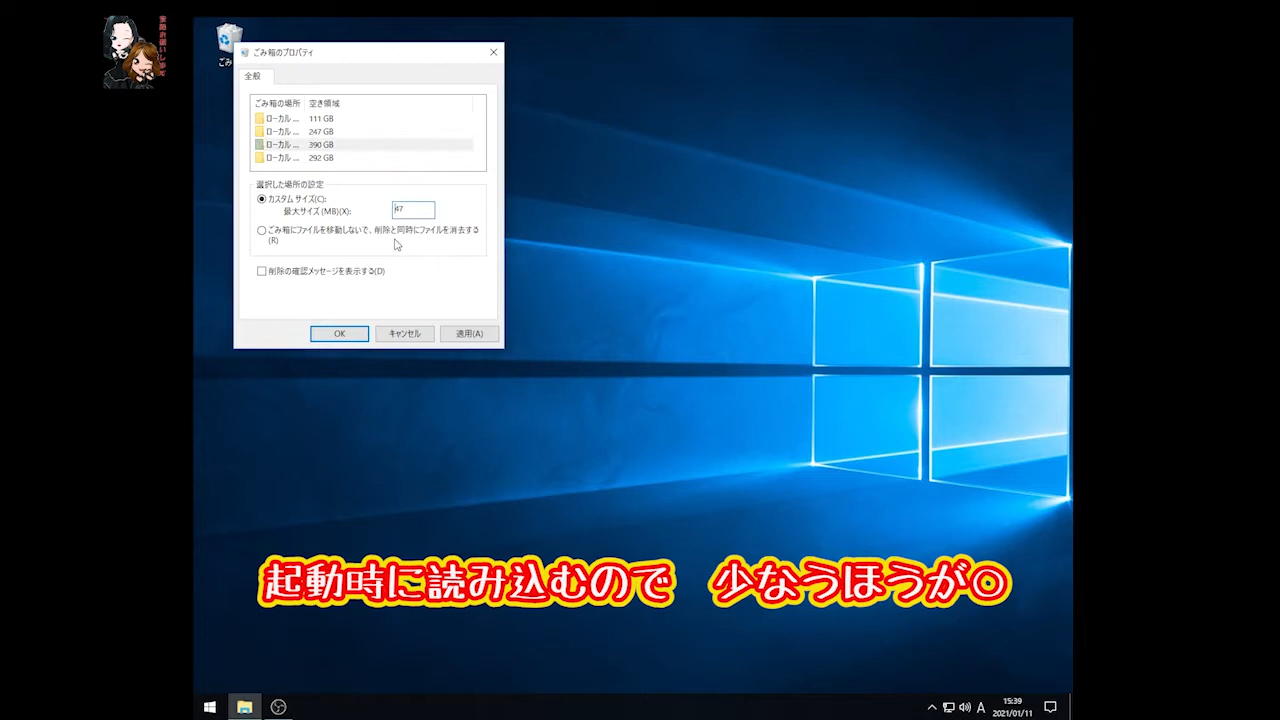 ごみ
ごみ箱のプロパティ
全般
ごみ箱の場所 空き領域
ローカル ... 111 GB
ローカル ... 247 GB
ローカル ... 390 GB
ローカル ... 292 GB
選択した場所の設定
カスタム サイズ(C):
最大サイズ (MB)(X): 47
ごみ箱にファイルを移動しないで、削除と同時にファイルを消去する
(R)
削除の確認メッセージを表示する(D)
OK キャンセル 適用(A)
起動時に読み込むので 少なうほうが○
A 15:39
2021/01/11